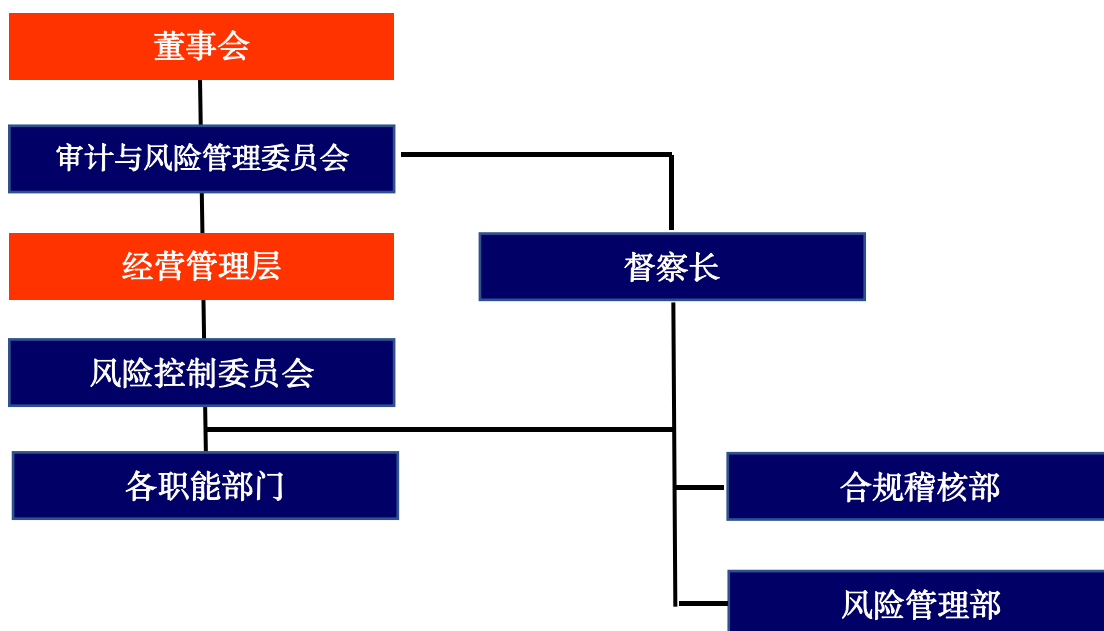 董事会
审计与风险管理委员会
经营管理层
督察长
风险控制委员会
各职能部门
合规稽核部
风险管理部